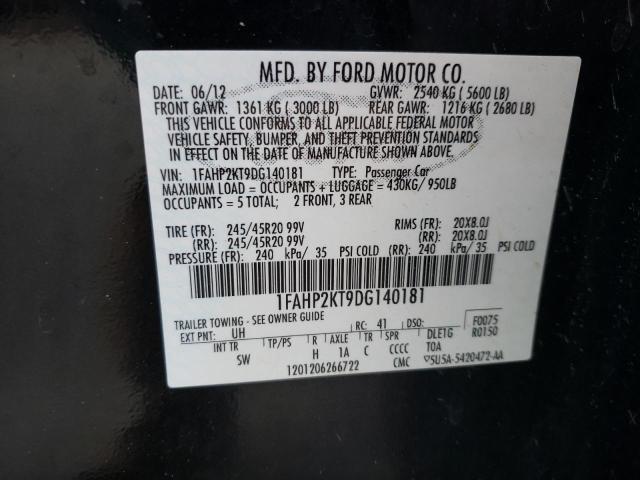 MFD. BY FORD MOTOR CO.
DATE: 06/12 GVWR: 2540 KG (5600 LB)
FRONT GAWR: 1361 KG (3000 LB) REAR GAWR: 1216 KG (2680 LB)
THIS VEHICLE CONFORMS TO ALL APPLICABLE FEDERAL MOTOR
VEHICLE SAFETY, BUMPER, AND THEFT PREVENTION STANDARDS
IN EFFECT ON THE DATE OF MANUFACTURE SHOWN ABOVE.
VIN: 1FAHP2KT9DG140181 TYPE: Passenger Car
MAXIMUM LOAD = OCCUPANTS + LUGGAGE = 430KG/ 950LB
OCCUPANTS = 5 TOTAL; 2 FRONT, 3 REAR
TIRE (FR): 245/45R20 99V RIMS (FR): 20X8.0J
(RR): 245/45R20 99V (RR): 20X8.0J
PRESSURE (FR): 240 kPa/ 35 PSI COLD (RR): 240 kPa/ 35 PSI COLD
1FAHP2KT9DG140181
TRAILER TOWING - SEE OWNER GUIDE F0075
EXT PNT: UH RC: 41 DSO: R0150
INT TR TP/PS R AXLE TR SPR DLE1G
SW H 1A C CCCC T0A
1201206266722 CMC ▽5U5A-5420472-AA